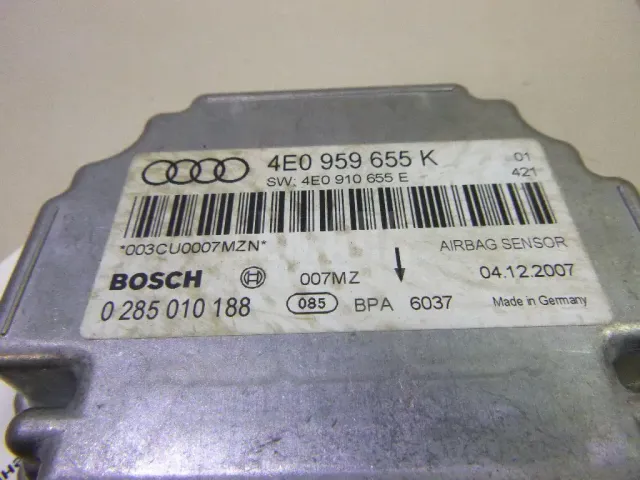 4E0 959 655 K 01
SW: 4E0 910 655 E 421
*003CU0007MZN* AIRBAG SENSOR
BOSCH 007MZ 04.12.2007
0 285 010 188 085 BPA 6037 Made in Germany